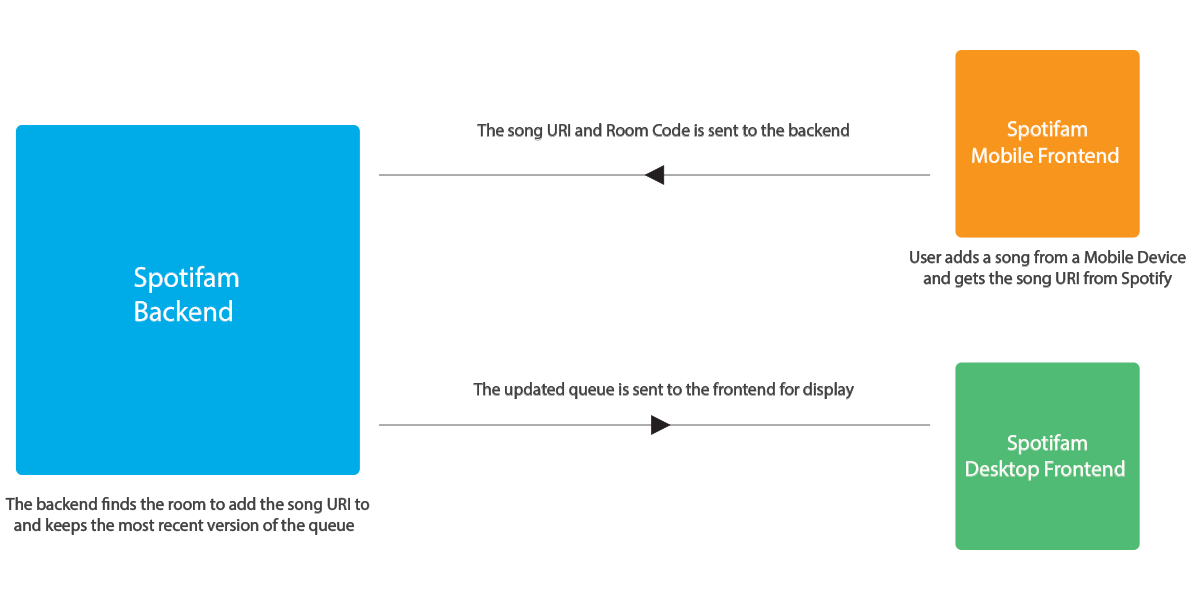 The song URI and Room Code is sent to the backend
Spotifam
Mobile Frontend
User adds a song from a Mobile Device
and gets the song URI from Spotify
Spotifam
Backend
The updated queue is sent to the frontend for display
Spotifam
Desktop Frontend
The backend finds the room to add the song URI to
and keeps the most recent version of the queue